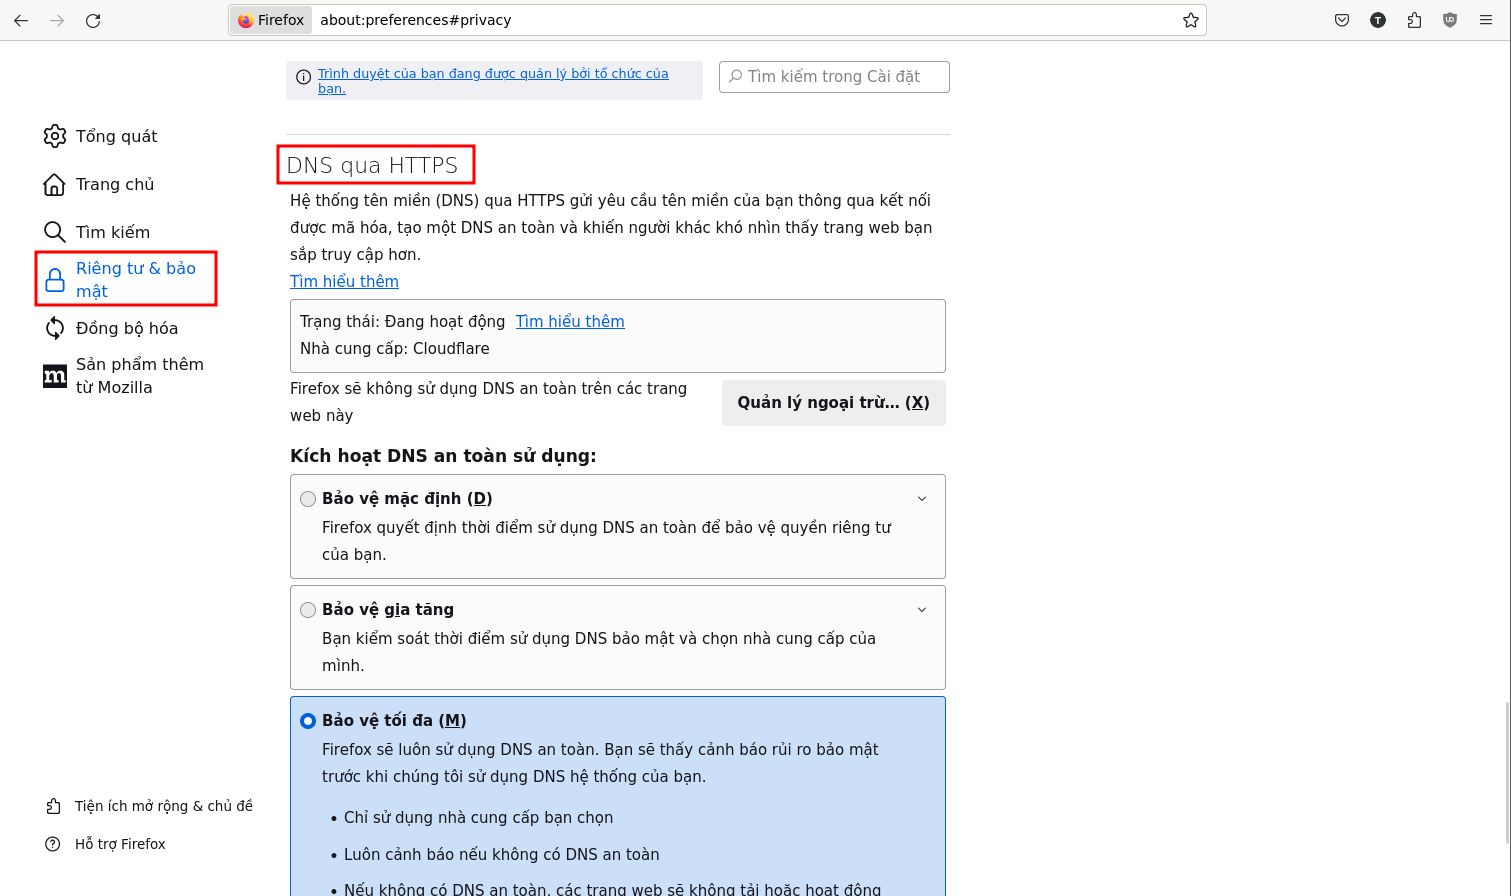 Firefox about:preferences#privacy
Trình duyệt của bạn đang được quản lý bởi tổ chức của
bạn.
Tìm kiếm trong Cài đặt
Tổng quát
Trang chủ
Tìm kiếm
Riêng tư & bảo
mật
Đồng bộ hóa
Sản phẩm thêm
từ Mozilla
Tiện ích mở rộng & chủ đề
Hỗ trợ Firefox
DNS qua HTTPS
Hệ thống tên miền (DNS) qua HTTPS gửi yêu cầu tên miền của bạn thông qua kết nối
được mã hóa, tạo một DNS an toàn và khiến người khác khó nhìn thấy trang web bạn
sắp truy cập hơn.
Tìm hiểu thêm
Trạng thái: Đang hoạt động Tìm hiểu thêm
Nhà cung cấp: Cloudflare
Firefox sẽ không sử dụng DNS an toàn trên các trang
web này
Quản lý ngoại trừ... (X)
Kích hoạt DNS an toàn sử dụng:
Bảo vệ mặc định (D)
Firefox quyết định thời điểm sử dụng DNS an toàn để bảo vệ quyền riêng tư
của bạn.
Bảo vệ gia tăng
Bạn kiểm soát thời điểm sử dụng DNS bảo mật và chọn nhà cung cấp của
mình.
Bảo vệ tối đa (M)
Firefox sẽ luôn sử dụng DNS an toàn. Bạn sẽ thấy cảnh báo rủi ro bảo mật
trước khi chúng tôi sử dụng DNS hệ thống của bạn.
• Chỉ sử dụng nhà cung cấp bạn chọn
• Luôn cảnh báo nếu không có DNS an toàn
• Nếu không có DNS an toàn, các trang web sẽ không tải hoặc hoạt động